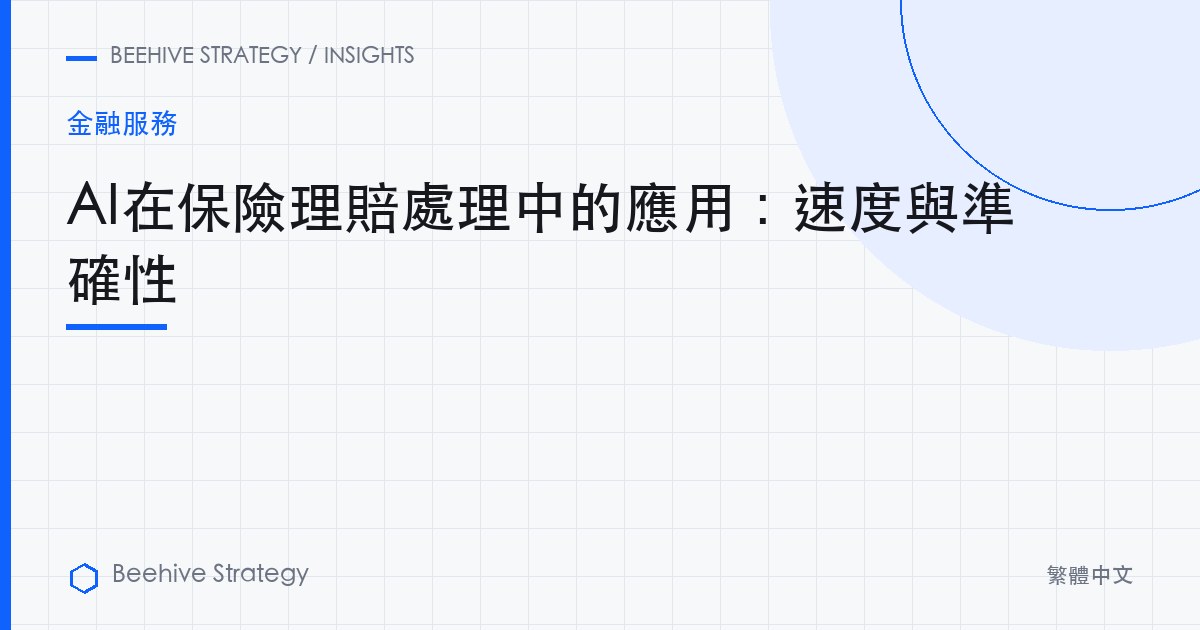 BEEHIVE STRATEGY / INSIGHTS
金融服務
AI在保險理賠處理中的應用：速度與準
確性
Beehive Strategy
繁體中文